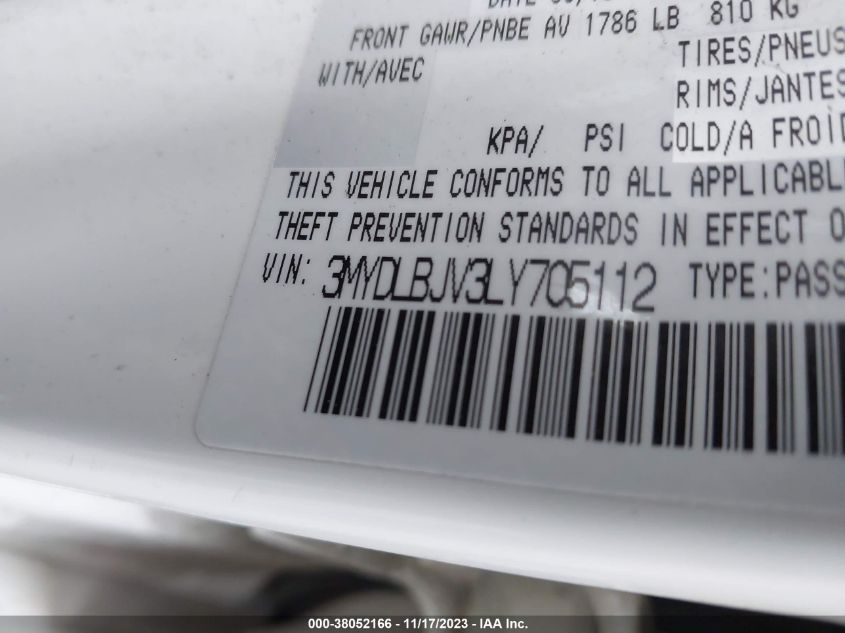 DATE
FRONT GAWR/PNBE AV 1786 LB 810 KG
WITH/AVEC
TIRES/PNEUS
RIMS/JANTES
KPA/ PSI COLD/A FROID
THIS VEHICLE CONFORMS TO ALL APPLICABL
THEFT PREVENTION STANDARDS IN EFFECT O
VIN: 3MYDLBJV3LY705112 TYPE:PASS
000-38052166 - 11/17/2023 - IAA Inc.